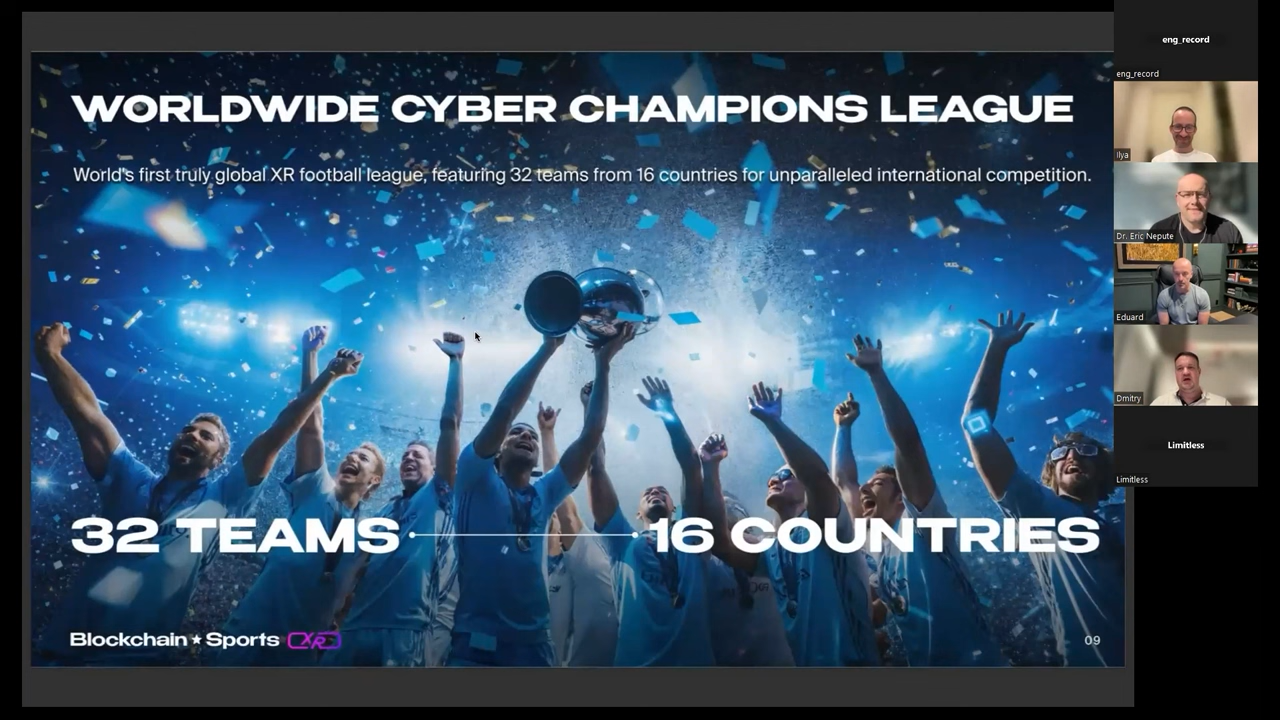 WORLDWIDE CYBER CHAMPIONS LEAGUE
World's first truly global XR football league, featuring 32 teams from 16 countries for unparalleled international competition.
32 TEAMS
16 COUNTRIES
Blockchain ★ Sports XR
09
eng_record
eng_record
Ilya
Dr. Eric Nepute
Eduard
Dmitry
Limitless
Limitless